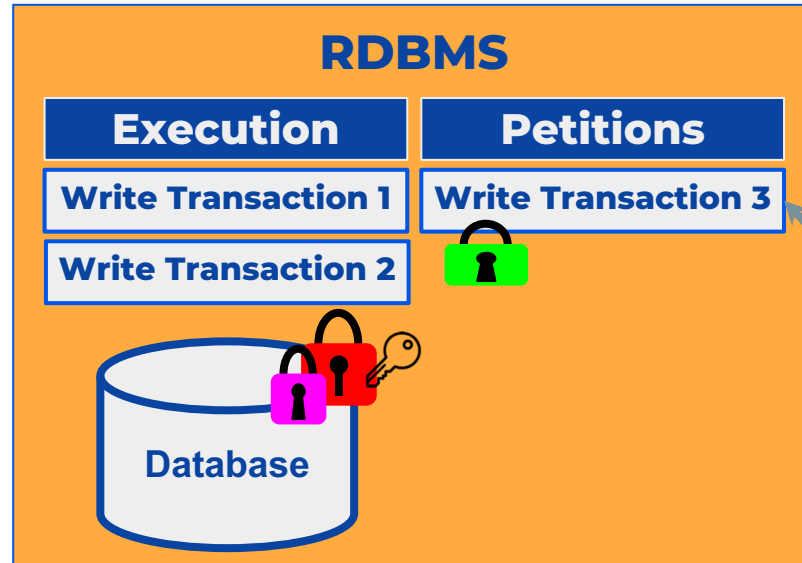 RDBMS
Execution
Petitions
Write Transaction 1
Write Transaction 3
Write Transaction 2
Database